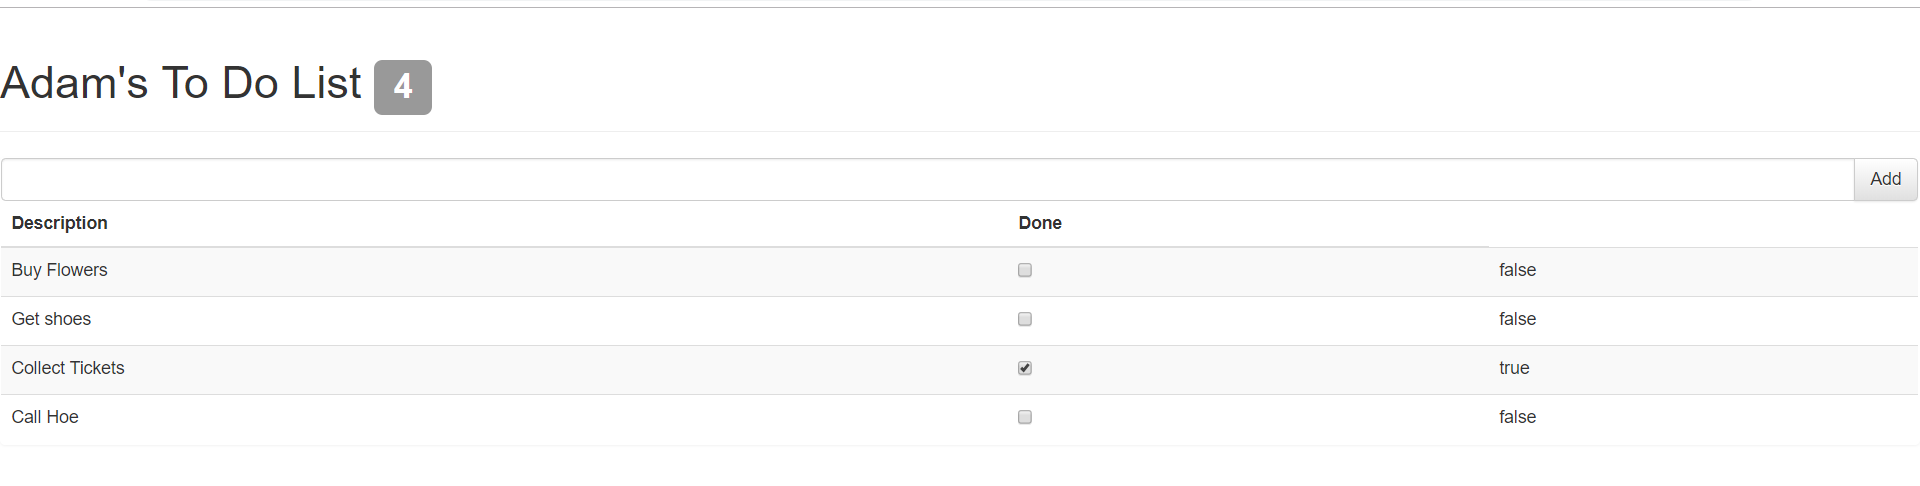 Adam's To Do List 4
Add
Description Done
Buy Flowers false
Get shoes false
Collect Tickets true
Call Hoe false